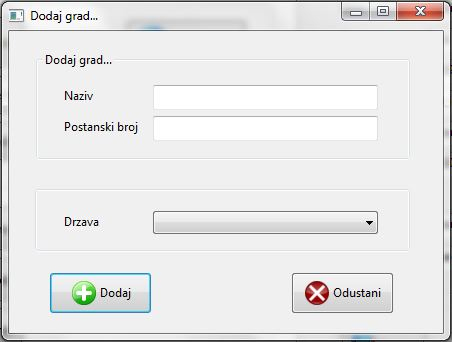 Dodaj grad...
Dodaj grad...
Naziv
Postanski broj
Drzava
Dodaj
Odustani